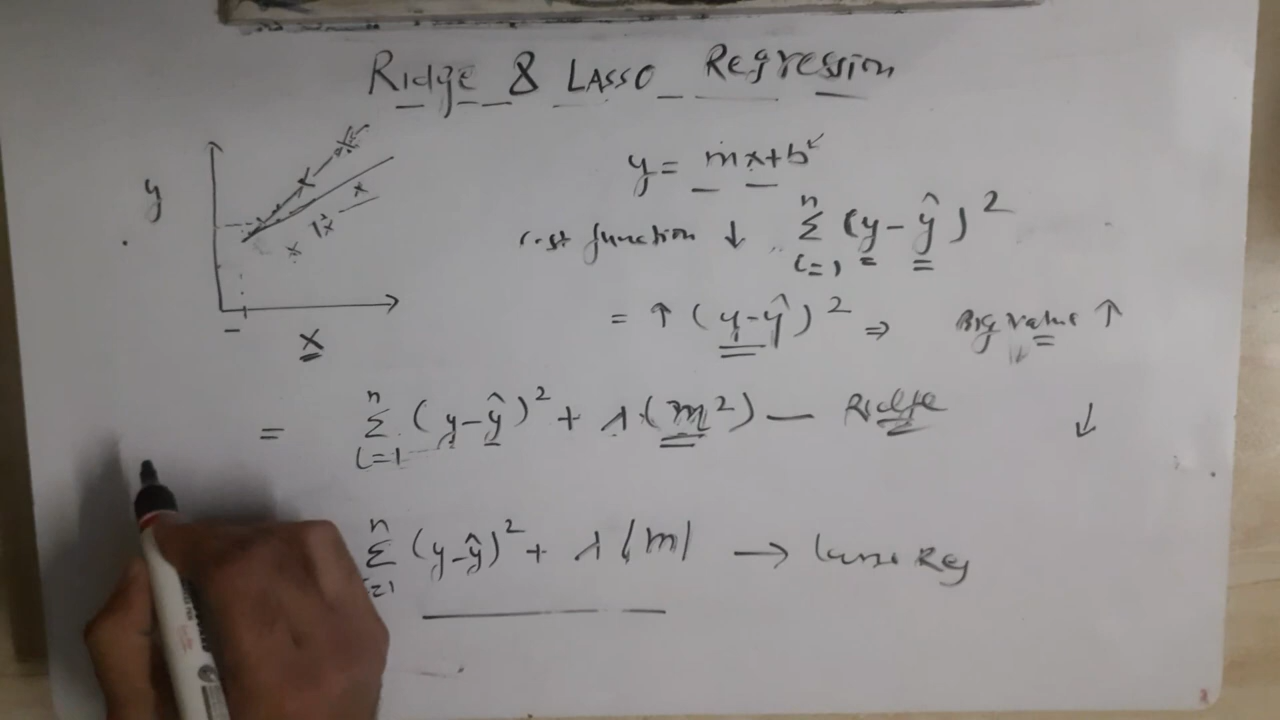 Ridge & Lasso Regression
y = mx+b
y
cost function ↓ n Σ i=1 (y-ŷ)²
= ↑ (y-ŷ)² ⇒ Big value ↑
x
= n Σ i=1 (y-ŷ)² + λ(m²) — Ridge ↓
n Σ i=1 (y-ŷ)² + λ|m| → Lasso Reg